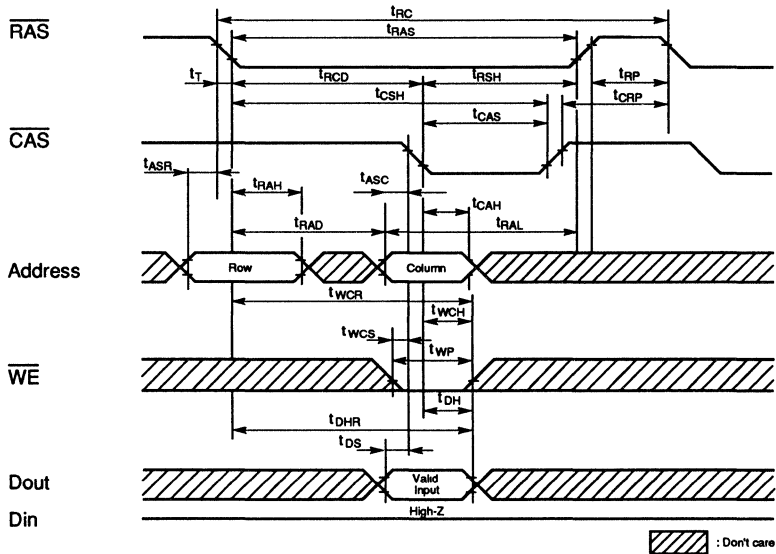 tRC
RAS
tRAS
tT
tRCD
tRSH
tRP
tCSH
tCRP
tCAS
CAS
tASR
tRAH
tASC
tCAH
tRAD
tRAL
Address
Row
Column
tWCR
tWCH
tWCS
tWP
WE
tDH
tDHR
tDS
Dout
Valid
Input
Din
High-Z
: Don't care